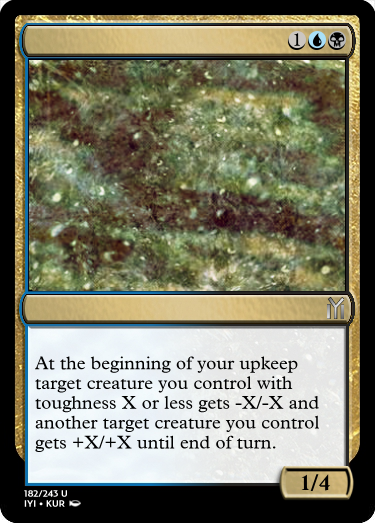 1
At the beginning of your upkeep
target creature you control with
toughness X or less gets -X/-X and
another target creature you control
gets +X/+X until end of turn.
1/4
182/243 U
IYI • KUR